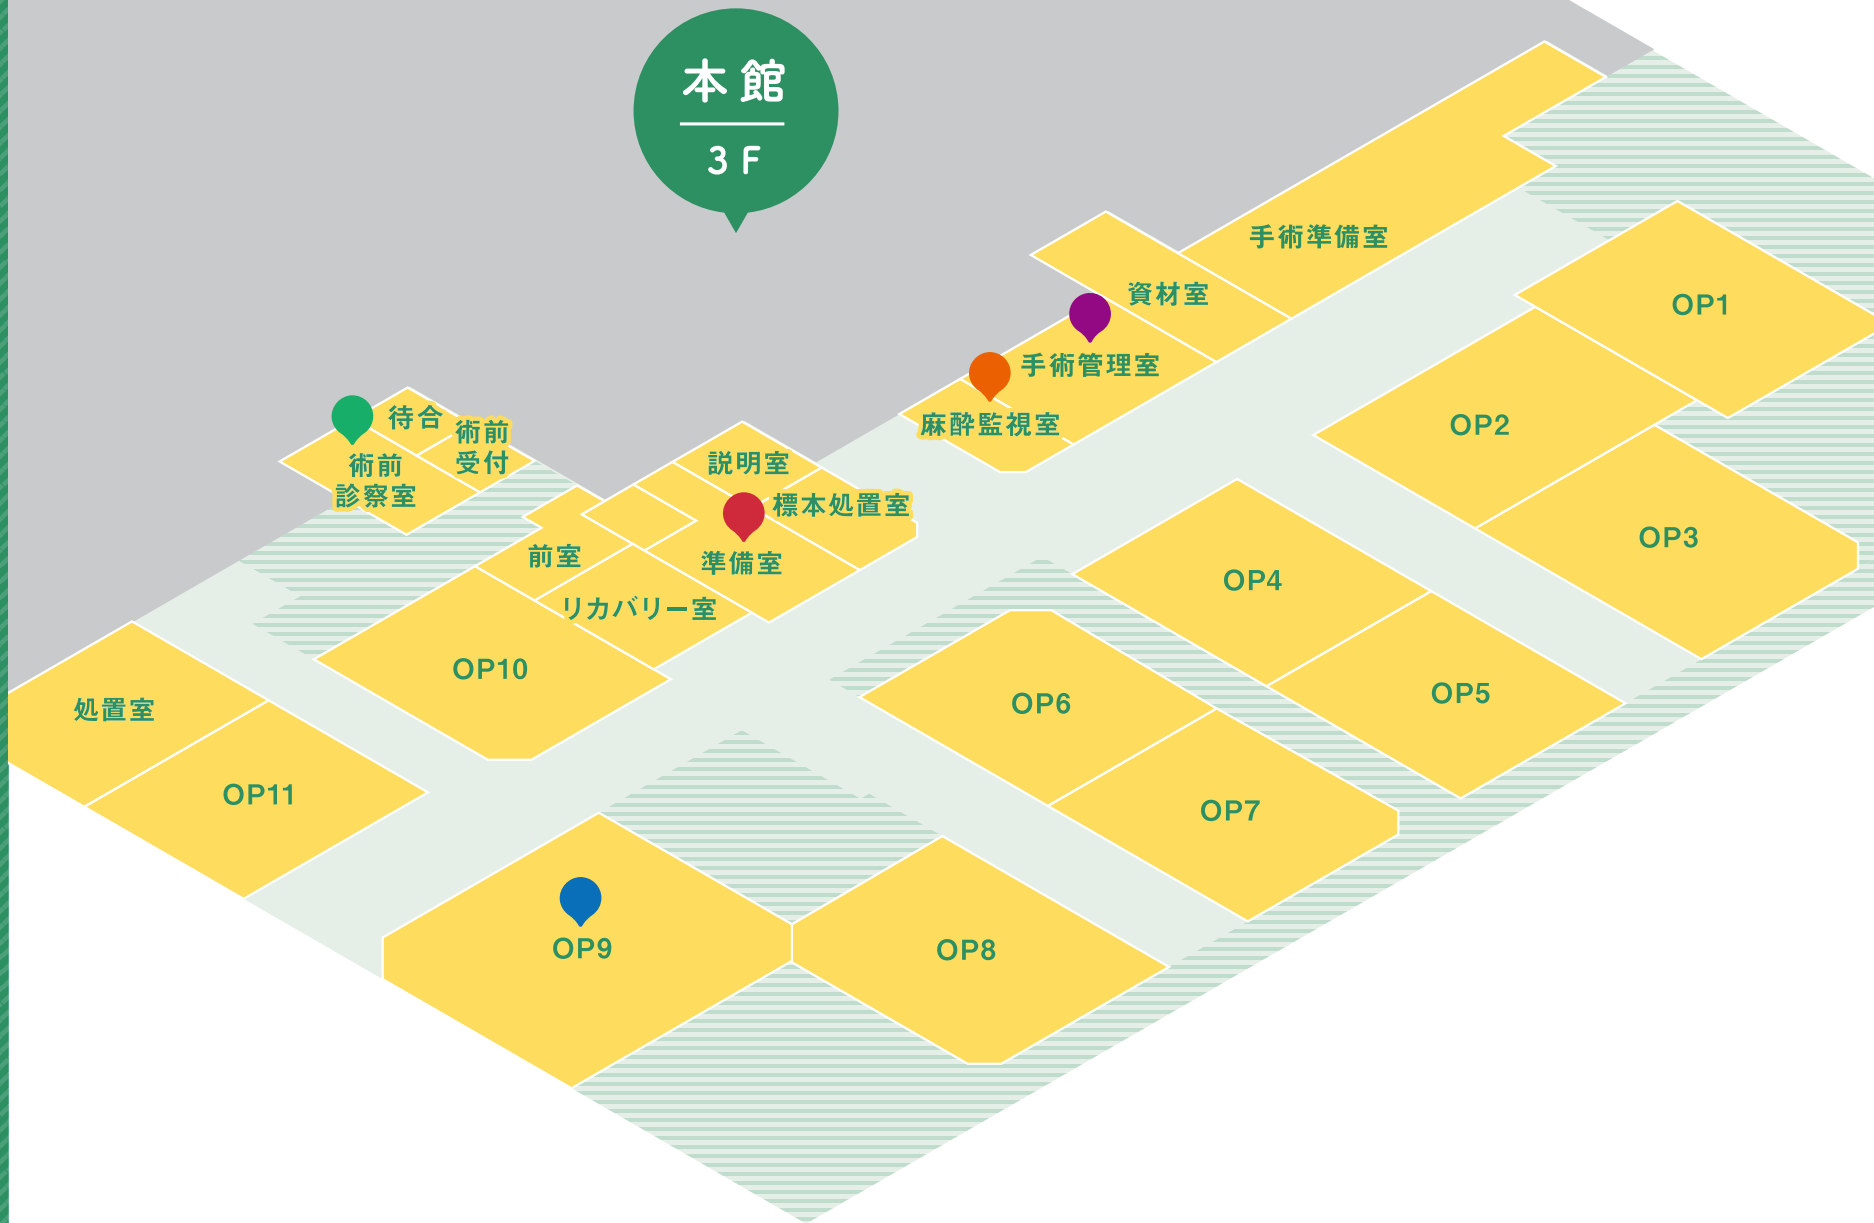 本館
3F
手術準備室
資材室
手術管理室
麻酔監視室
OP1
OP2
OP3
待合
術前
受付
術前
診察室
説明室
標本処置室
準備室
前室
リカバリー室
OP10
OP4
OP5
OP6
OP7
処置室
OP11
OP9
OP8